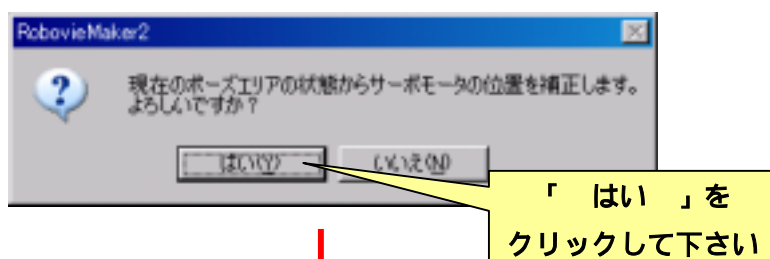 RobovieMaker2
現在のポーズエリアの状態からサーボモータの位置を補正します。
よろしいですか？
はい(Y)
いいえ(N)
「　はい　」を
クリックして下さい